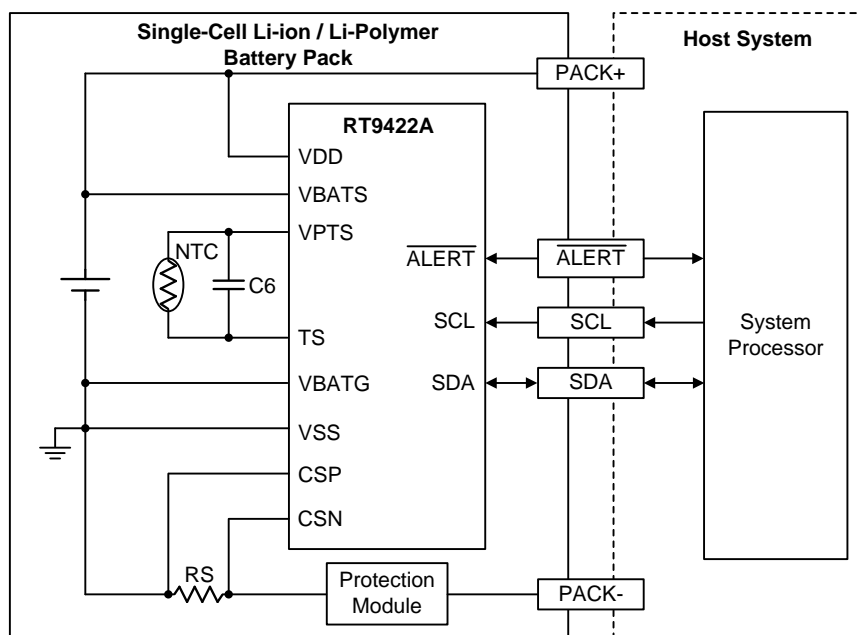 Single-Cell Li-ion / Li-Polymer
Battery Pack
Host System
PACK+
RT9422A
VDD
VBATS
VPTS
NTC
C6
ALERT
ALERT
SCL
SCL
System
Processor
TS
SDA
SDA
VBATG
VSS
CSP
CSN
RS
Protection
Module
PACK-